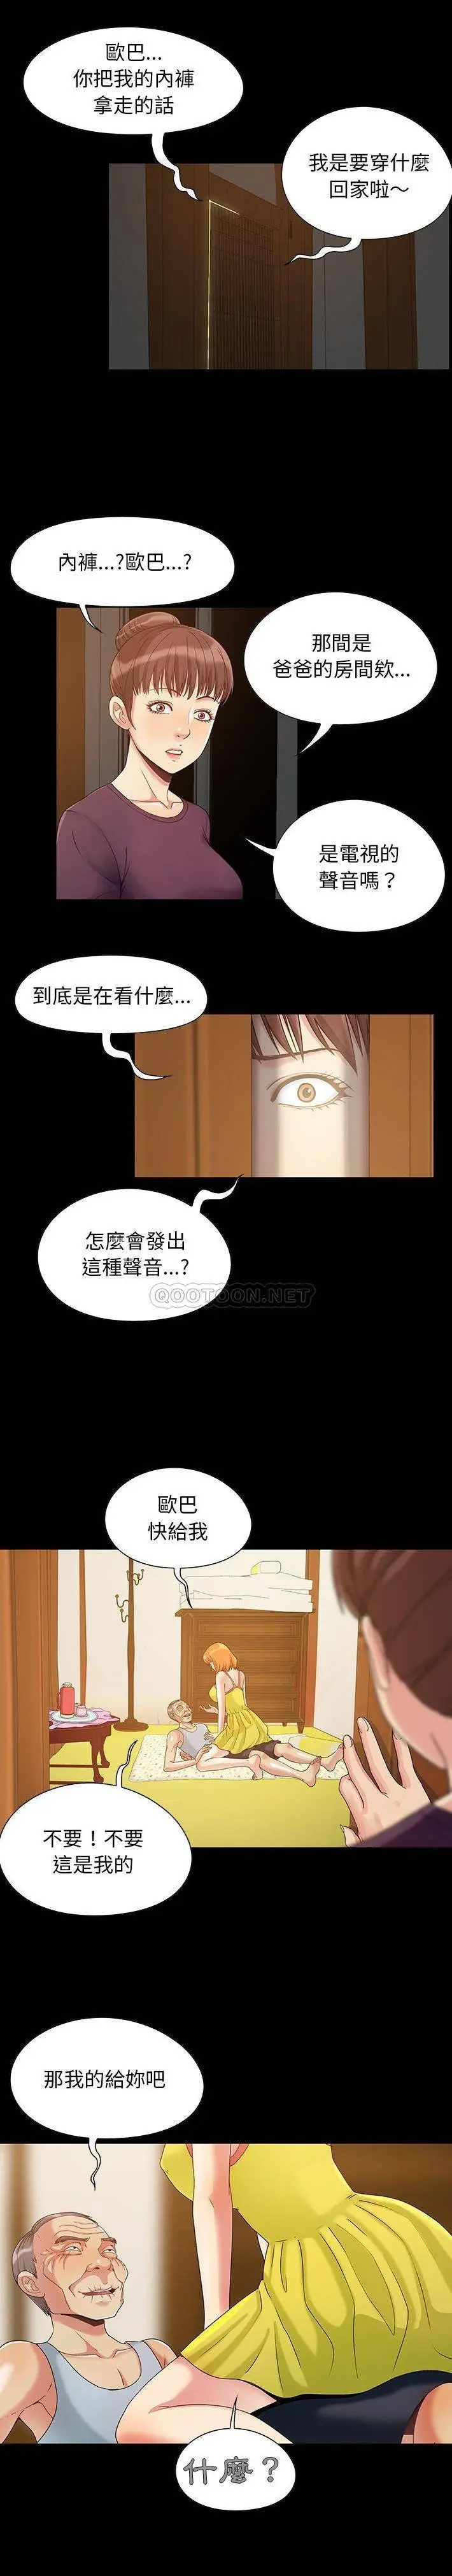 歐巴...
你把我的內褲
拿走的話
我是要穿什麼
回家啦～
內褲...?歐巴...?
那間是
爸爸的房間欸...
是電視的
聲音嗎？
到底是在看什麼...
怎麼會發出
這種聲音...?
QOOTOON.NET
歐巴
快給我
不要！不要
這是我的
那我的給妳吧
什麼？